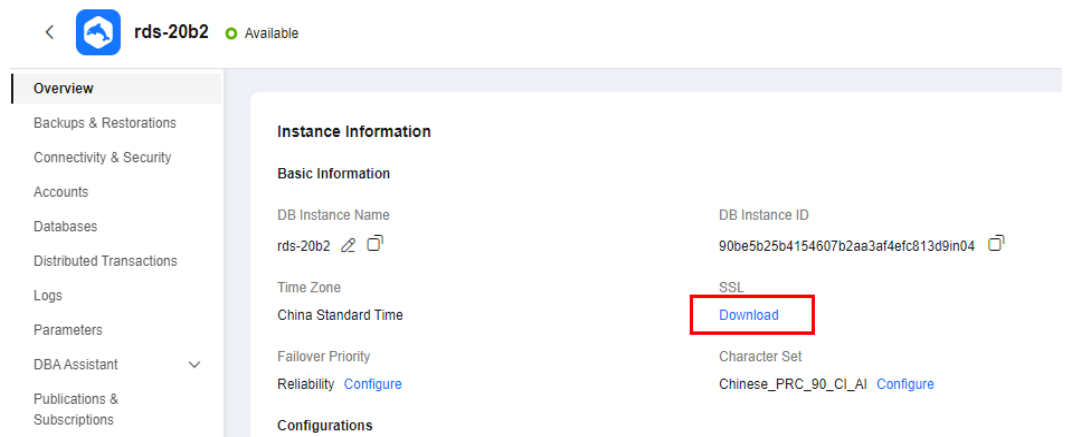 rds-20b2 Available
Overview
Backups & Restorations
Connectivity & Security
Accounts
Databases
Distributed Transactions
Logs
Parameters
DBA Assistant
Publications &
Subscriptions
Instance Information
Basic Information
DB Instance Name
rds-20b2
DB Instance ID
90be5b25b4154607b2aa3af4efc813d9in04
Time Zone
China Standard Time
SSL
Download
Failover Priority
Reliability Configure
Character Set
Chinese_PRC_90_CI_AI Configure
Configurations